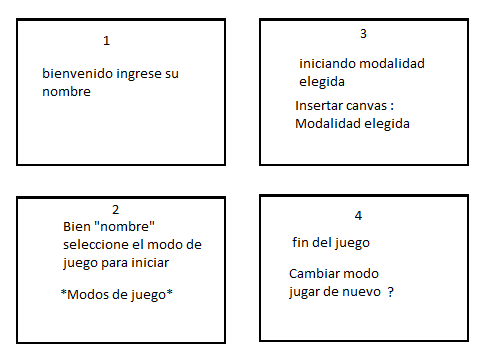 1
bienvenido ingrese su
nombre
2
Bien "nombre"
seleccione el modo de
juego para iniciar
*Modos de juego*
3
iniciando modalidad
elegida
Insertar canvas :
Modalidad elegida
4
fin del juego
Cambiar modo
jugar de nuevo ?